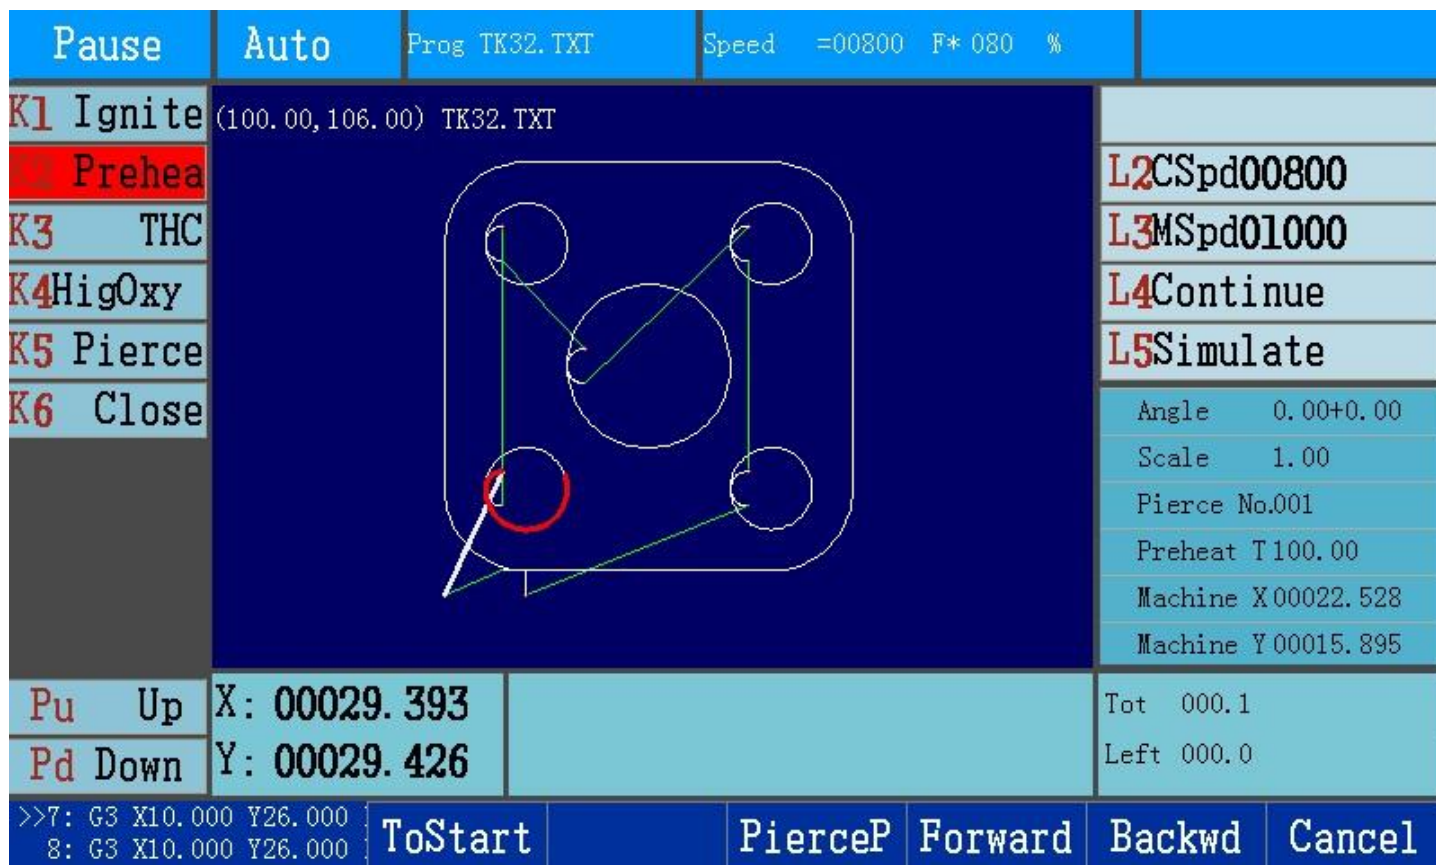 Pause Auto Prog TK32.TXT Speed =00800 F* 080 %
K1 Ignite
(100.00,106.00) TK32.TXT
K2 Prehea
L2CSpd00800
K3 THC
L3MSpd01000
K4HigOxy
L4Continue
K5 Pierce
L5Simulate
K6 Close
Angle 0.00+0.00
Scale 1.00
Pierce No.001
Preheat T100.00
Machine X00022.528
Machine Y00015.895
Pu Up
X: 00029.393
Tot 000.1
Pd Down
Y: 00029.426
Left 000.0
>>7: G3 X10.000 Y26.000
8: G3 X10.000 Y26.000
ToStart PierceP Forward Backwd Cancel